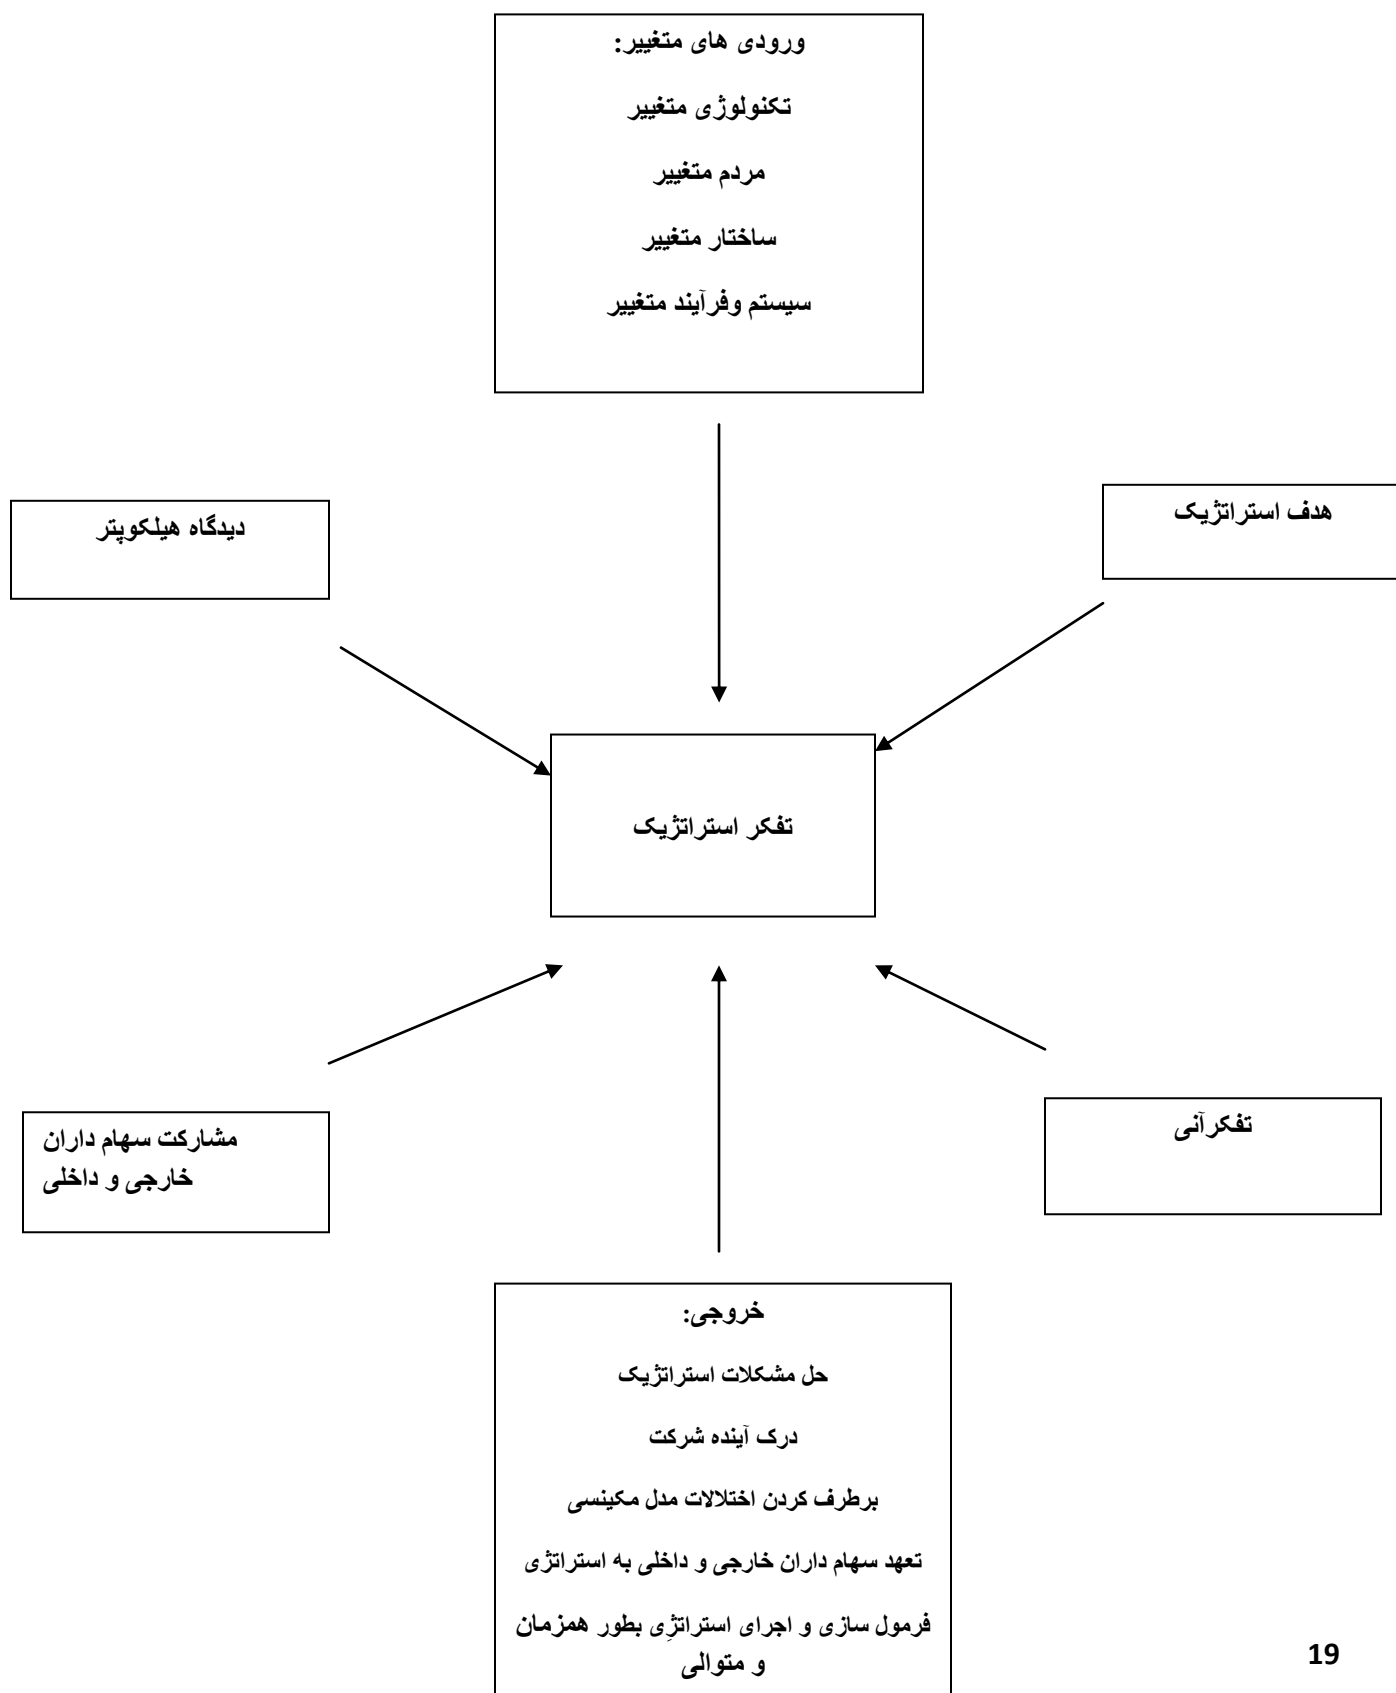 ورودی های متغییر:
تکنولوژی متغییر
مردم متغییر
ساختار متغییر
سیستم وفرآیند متغییر
هدف استراتژیک
دیدگاه هیلکوپتر
تفکر استراتژیک
تفکرآنی
مشارکت سهام داران
خارجی و داخلی
خروجی:
حل مشکلات استراتژیک
درک آینده شرکت
برطرف کردن اختلالات مدل مکینسی
تعهد سهام داران خارجی و داخلی به استراتژی
فرمول سازی و اجرای استراتژِی بطور همزمان
و متوالی
19